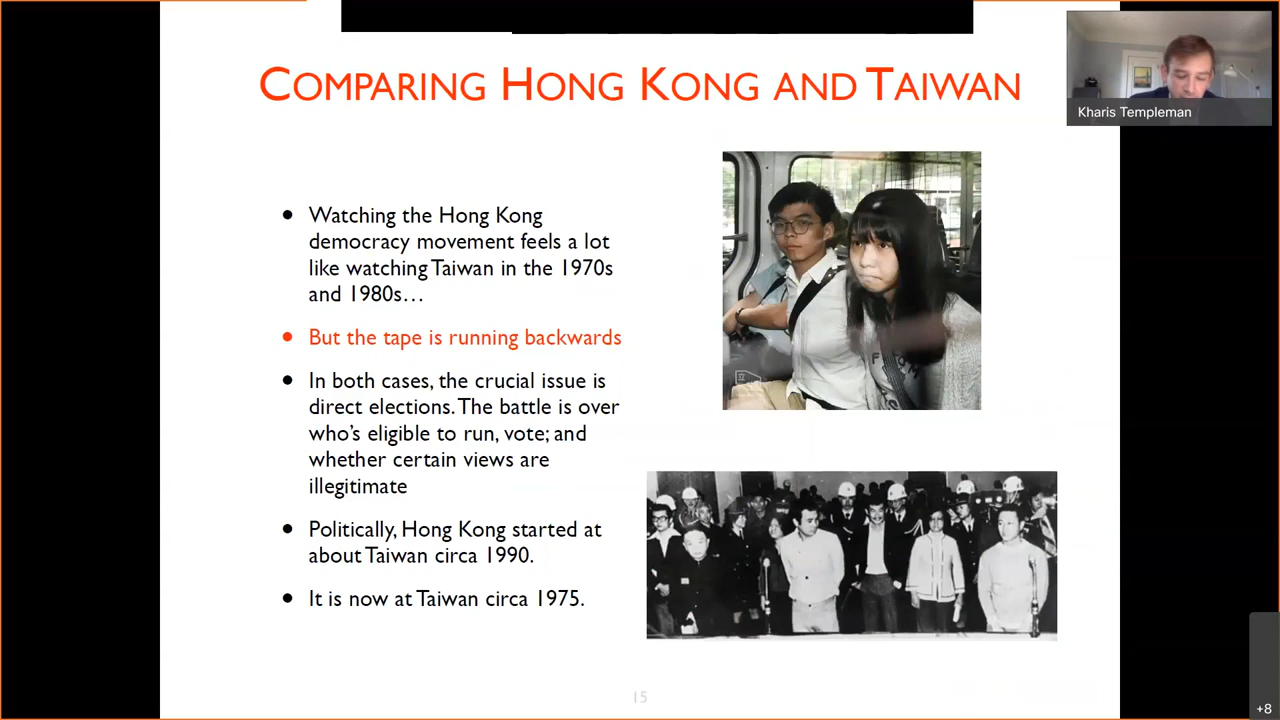 COMPARING HONG KONG AND TAIWAN
Kharis Templeman
Watching the Hong Kong
democracy movement feels a lot
like watching Taiwan in the 1970s
and 1980s…
But the tape is running backwards
In both cases, the crucial issue is
direct elections. The battle is over
who's eligible to run, vote; and
whether certain views are
illegitimate
Politically, Hong Kong started at
about Taiwan circa 1990.
It is now at Taiwan circa 1975.
立
15
+8